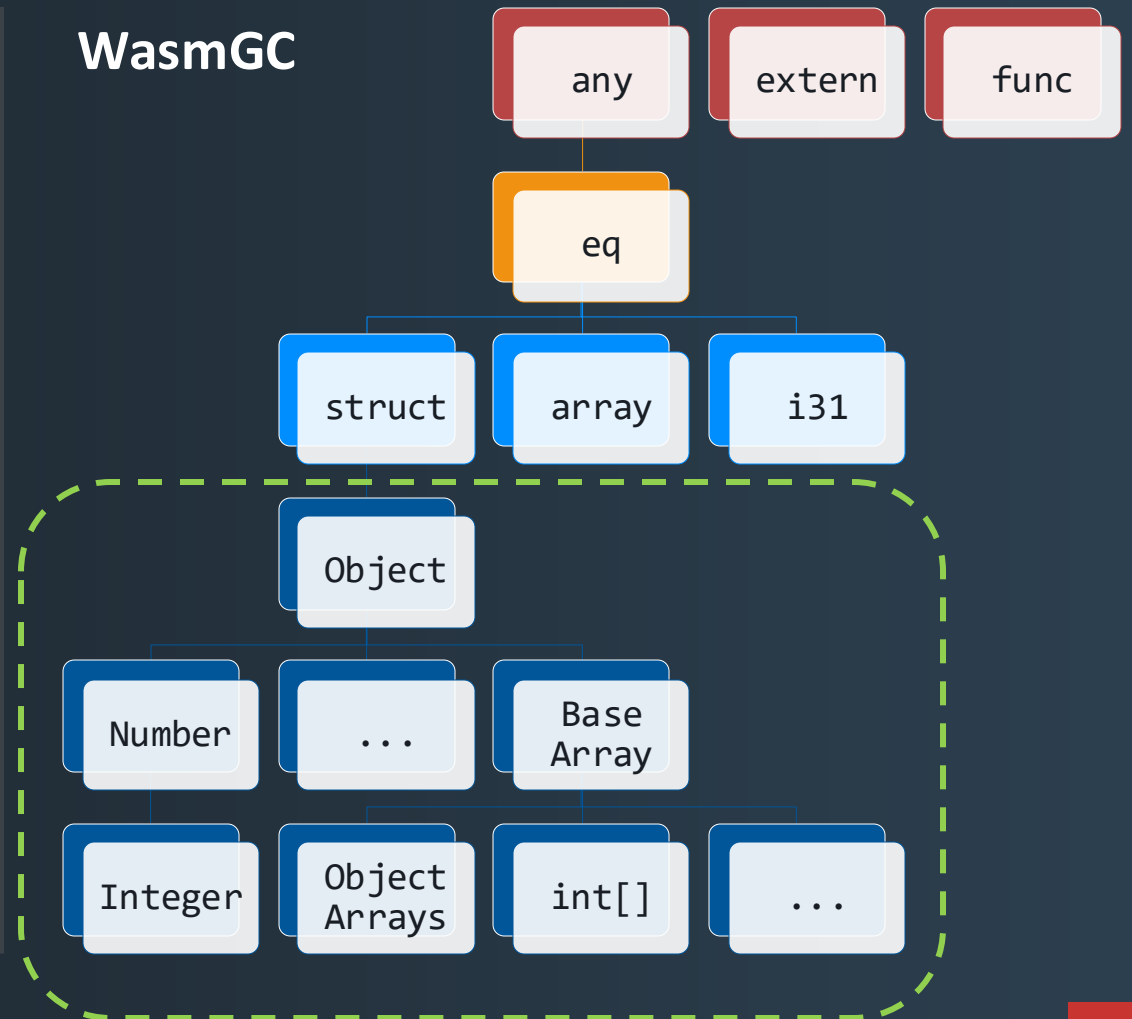 WasmGC
any
extern
func
eq
struct
array
i31
Object
Number
...
Base
Array
Integer
Object
Arrays
int[]
...